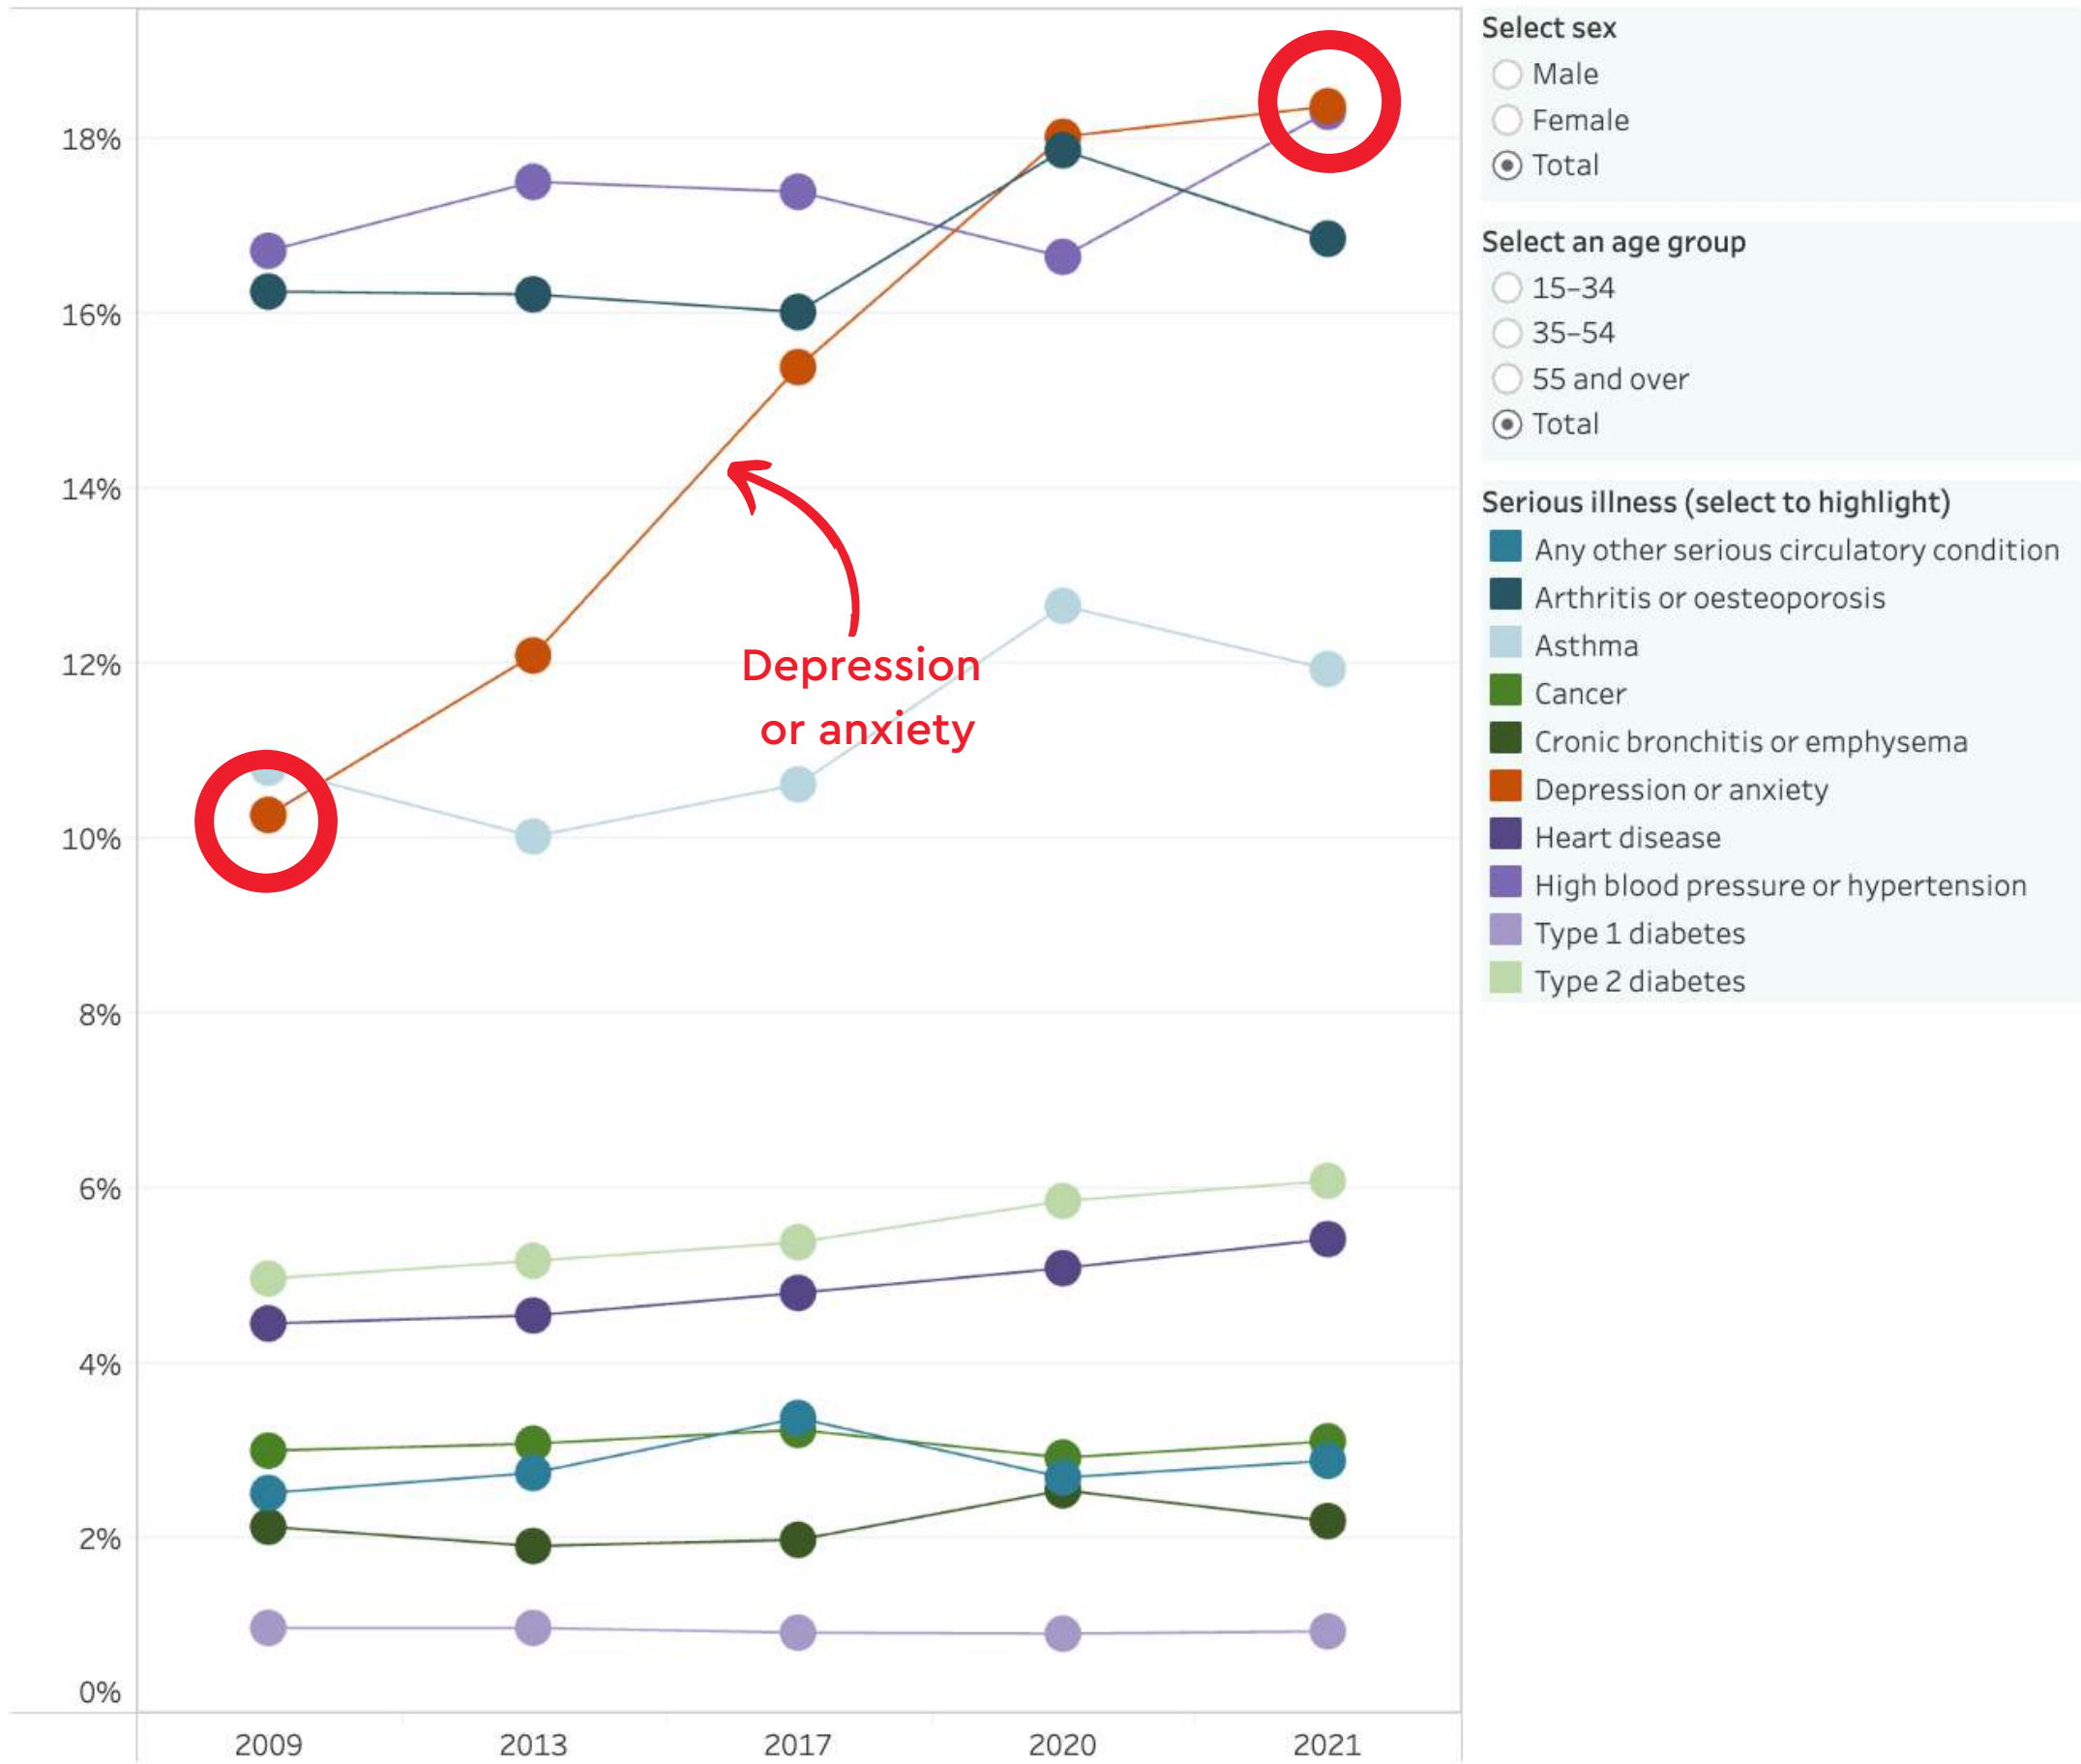 18%
16%
14%
12%
10%
8%
6%
4%
2%
0%
2009 2013 2017 2020 2021
Depression
or anxiety
Select sex
Male
Female
Total
Select an age group
15–34
35–54
55 and over
Total
Serious illness (select to highlight)
Any other serious circulatory condition
Arthritis or oesteoporosis
Asthma
Cancer
Cronic bronchitis or emphysema
Depression or anxiety
Heart disease
High blood pressure or hypertension
Type 1 diabetes
Type 2 diabetes